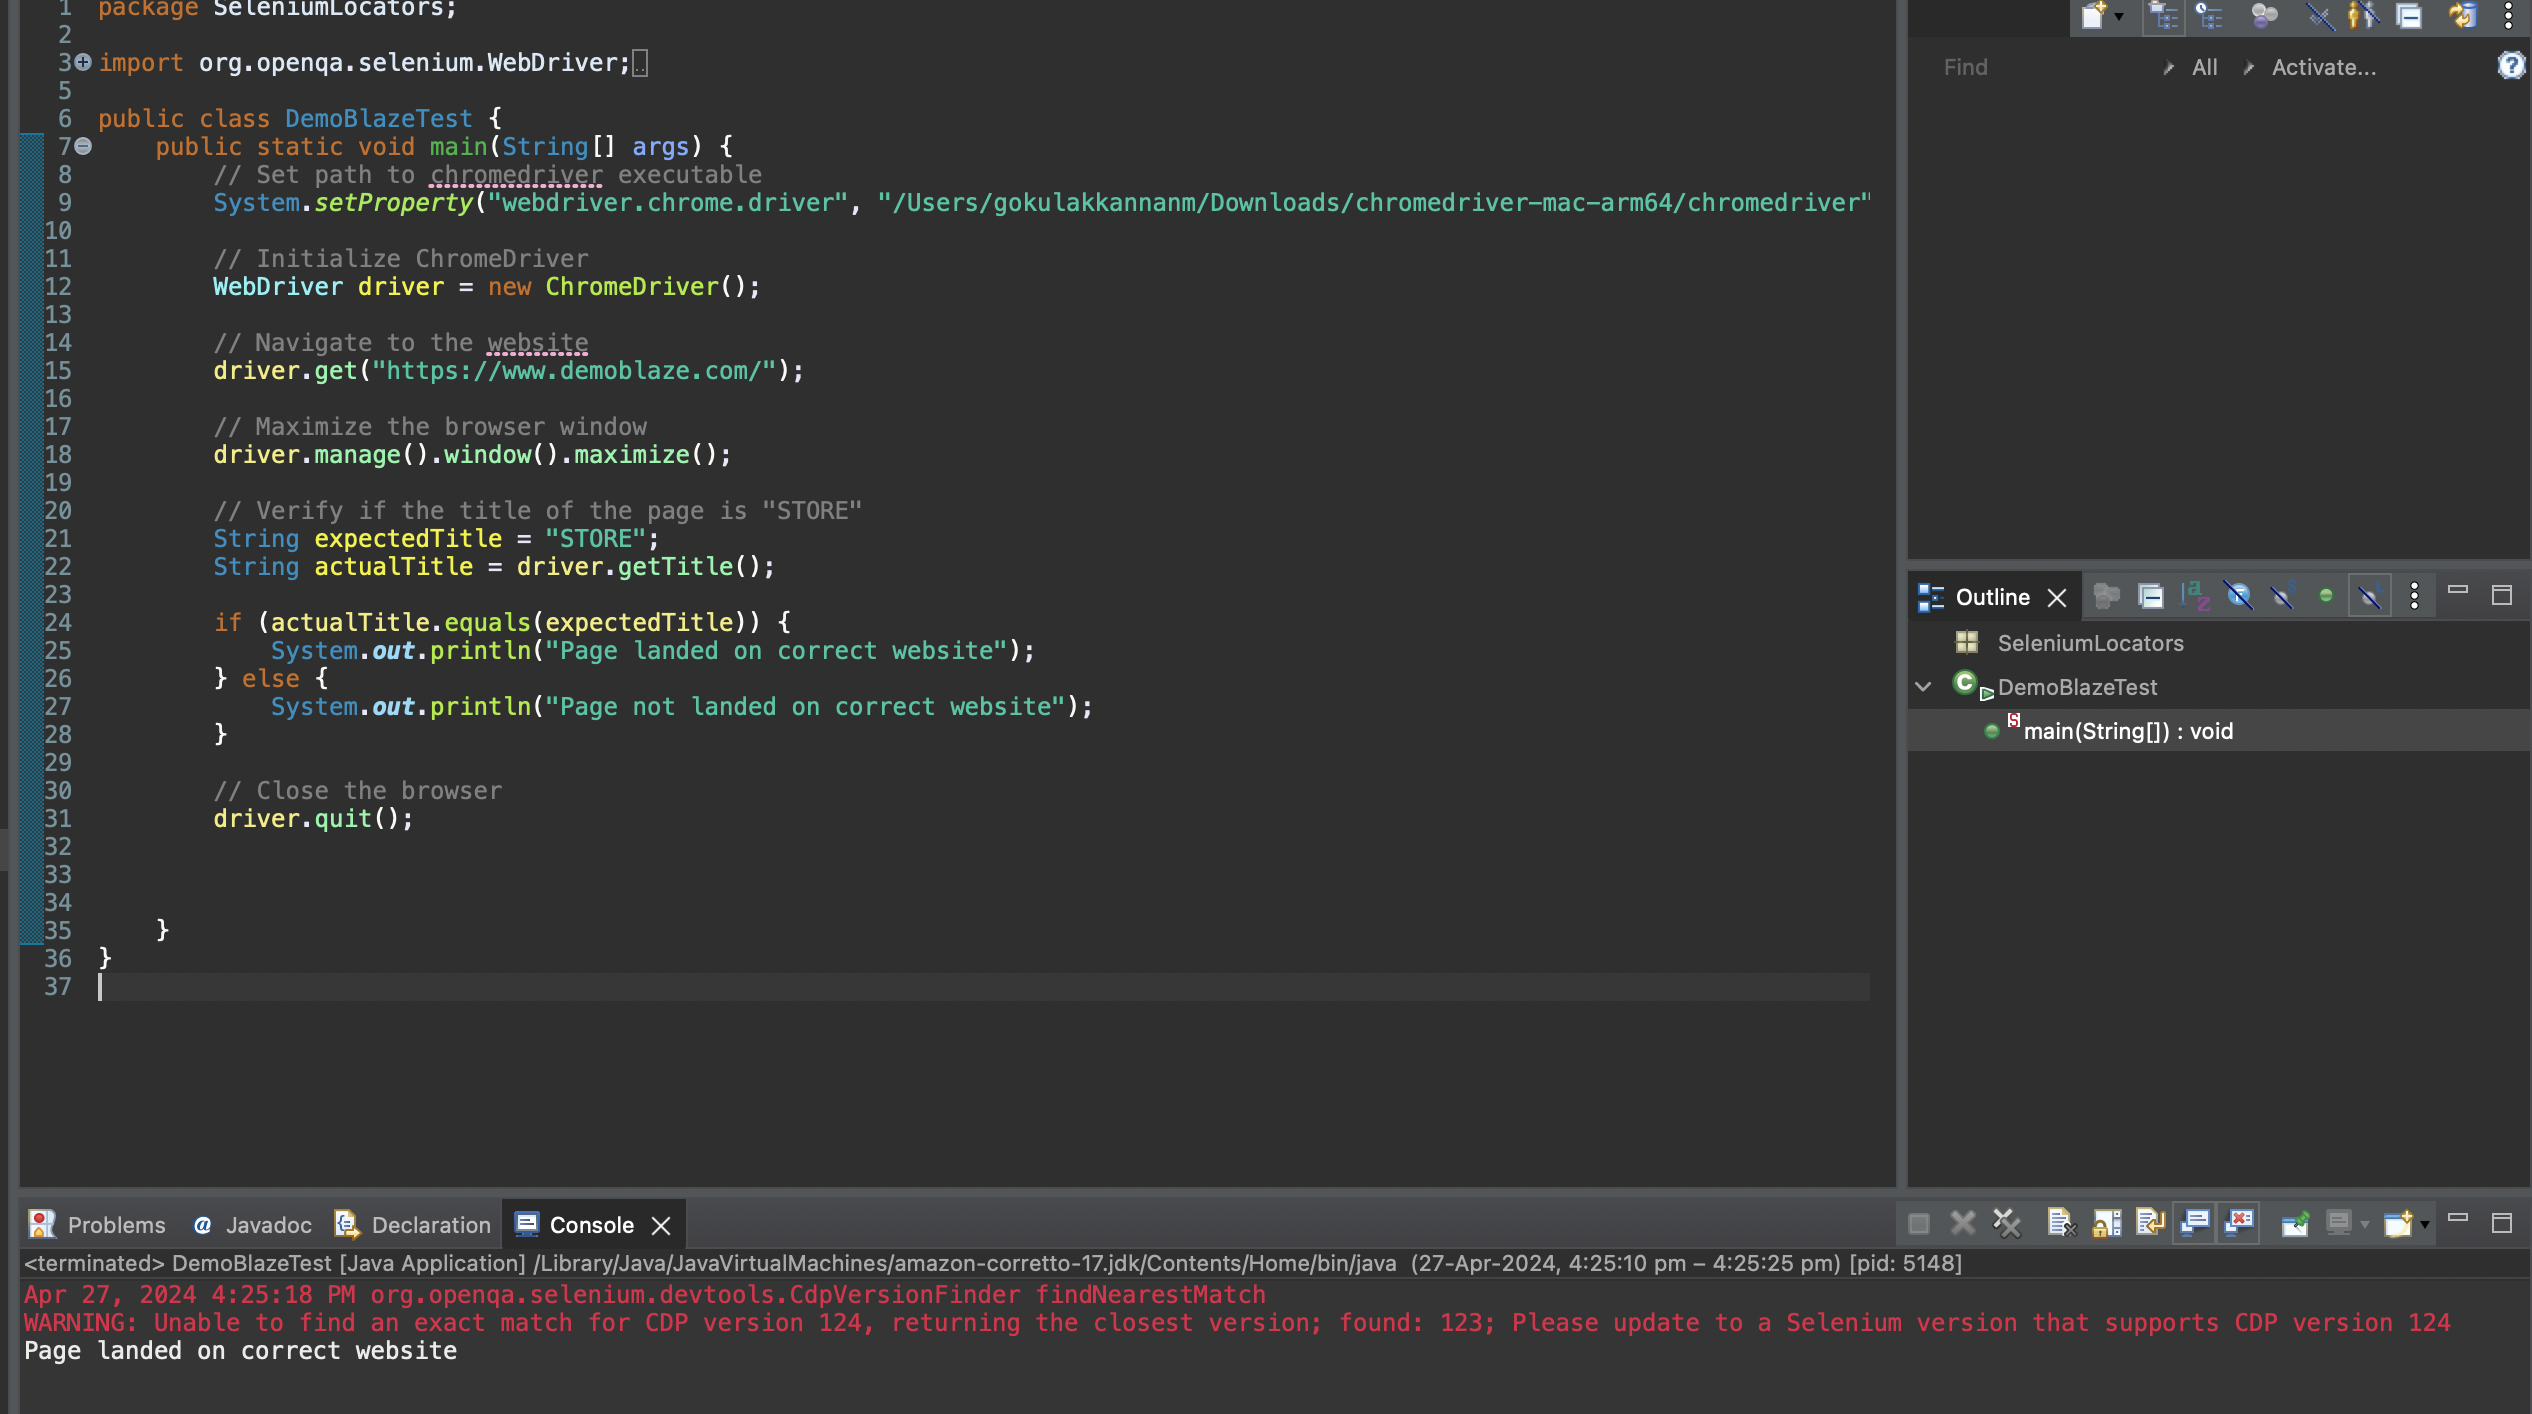 1 package SeleniumLocators;
2
3 import org.openqa.selenium.WebDriver;
5
6 public class DemoBlazeTest {
7 public static void main(String[] args) {
8 // Set path to chromedriver executable
9 System.setProperty("webdriver.chrome.driver", "/Users/gokulakkannanm/Downloads/chromedriver-mac-arm64/chromedriver"
10
11 // Initialize ChromeDriver
12 WebDriver driver = new ChromeDriver();
13
14 // Navigate to the website
15 driver.get("https://www.demoblaze.com/");
16
17 // Maximize the browser window
18 driver.manage().window().maximize();
19
20 // Verify if the title of the page is "STORE"
21 String expectedTitle = "STORE";
22 String actualTitle = driver.getTitle();
23
24 if (actualTitle.equals(expectedTitle)) {
25 System.out.println("Page landed on correct website");
26 } else {
27 System.out.println("Page not landed on correct website");
28 }
29
30 // Close the browser
31 driver.quit();
32
33
34
35 }
36 }
37
Find All Activate...
Outline
SeleniumLocators
DemoBlazeTest
main(String[]) : void
Problems Javadoc Declaration Console
<terminated> DemoBlazeTest [Java Application] /Library/Java/JavaVirtualMachines/amazon-corretto-17.jdk/Contents/Home/bin/java (27-Apr-2024, 4:25:10 pm – 4:25:25 pm) [pid: 5148]
Apr 27, 2024 4:25:18 PM org.openqa.selenium.devtools.CdpVersionFinder findNearestMatch
WARNING: Unable to find an exact match for CDP version 124, returning the closest version; found: 123; Please update to a Selenium version that supports CDP version 124
Page landed on correct website